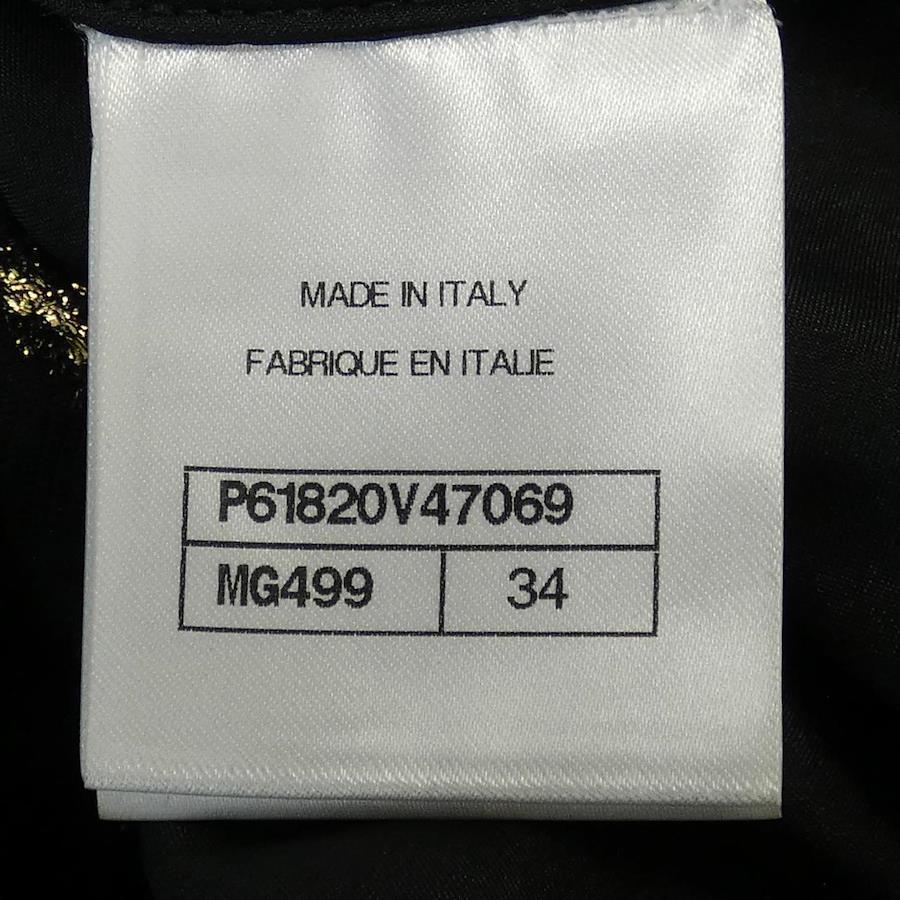 MADE IN ITALY
FABRIQUE EN ITALIE
P61820V47069
MG499 34